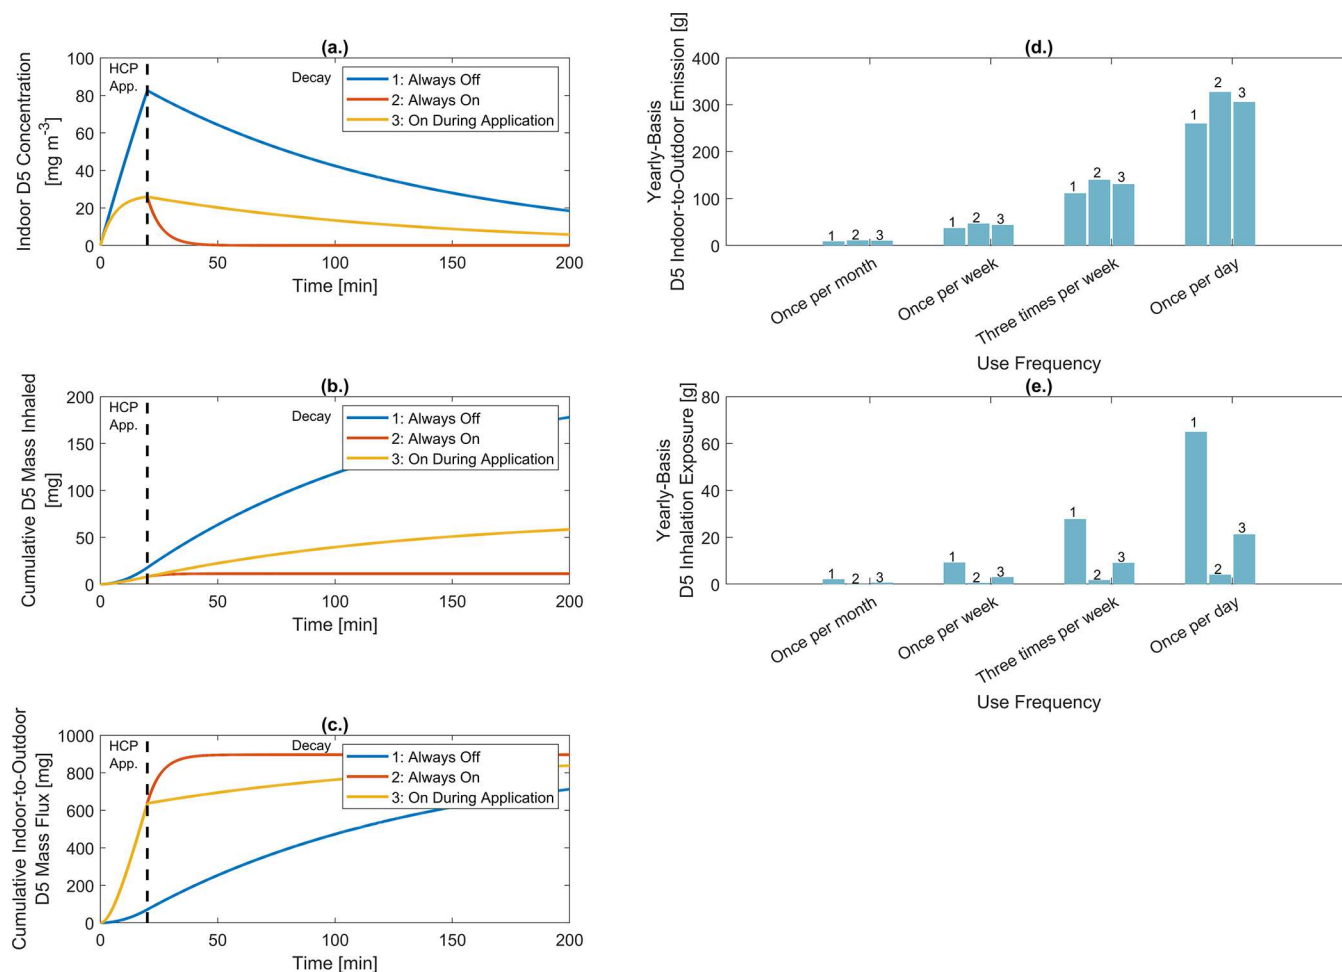 (a.)
Indoor D5 Concentration
[mg m-3]
100
80
60
40
20
0
HCP
App.
Decay
1: Always Off
2: Always On
3: On During Application
0
50
100
150
200
Time [min]
(b.)
Cumulative D5 Mass Inhaled
[mg]
200
150
100
50
0
HCP
App.
Decay
1: Always Off
2: Always On
3: On During Application
0
50
100
150
200
Time [min]
(c.)
Cumulative Indoor-to-Outdoor
D5 Mass Flux [mg]
1000
800
600
400
200
0
HCP
App.
Decay
1: Always Off
2: Always On
3: On During Application
0
50
100
150
200
Time [min]
(d.)
Yearly-Basis
D5 Indoor-to-Outdoor Emission [g]
400
300
200
100
0
1
2
3
1
2
3
1
2
3
1
2
3
Once per month
Once per week
Three times per week
Once per day
Use Frequency
(e.)
Yearly-Basis
D5 Inhalation Exposure [g]
80
60
40
20
0
1
2
3
1
2
3
1
2
3
1
2
3
Once per month
Once per week
Three times per week
Once per day
Use Frequency